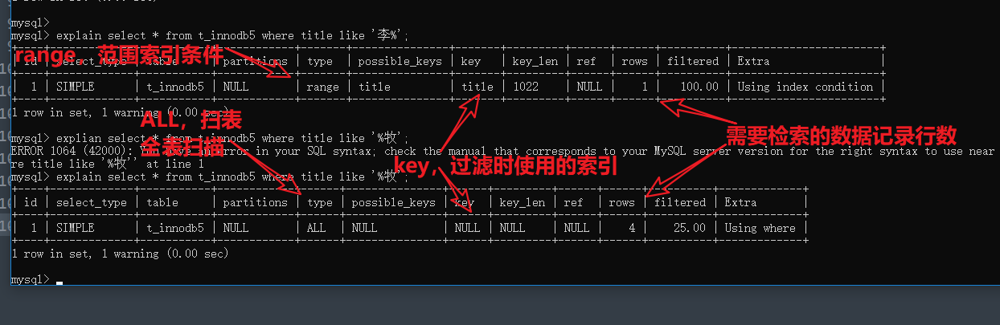 mysql>
mysql> explain select * from t_innodb5 where title like '李%';
| id | select_type | table | partitions | type | possible_keys | key | key_len | ref | rows | filtered | Extra |
range，范围索引条件
| 1 | SIMPLE | t_innodb5 | NULL | range | title | title | 1022 | NULL | 1 | 100.00 | Using index condition |
1 row in set, 1 warning (0.00 sec)
ALL，扫表
全表扫描
mysql> explian select * from t_innodb5 where title like '%牧';
需要检索的数据记录行数
ERROR 1064 (42000): You have an error in your SQL syntax; check the manual that corresponds to your MySQL server version for the right syntax to use near
re title like '%牧'' at line 1
key，过滤时使用的索引
mysql> explain select * from t_innodb5 where title like '%牧';
| id | select_type | table | partitions | type | possible_keys | key | key_len | ref | rows | filtered | Extra |
| 1 | SIMPLE | t_innodb5 | NULL | ALL | NULL | NULL | NULL | NULL | 4 | 25.00 | Using where |
1 row in set, 1 warning (0.00 sec)
mysql>